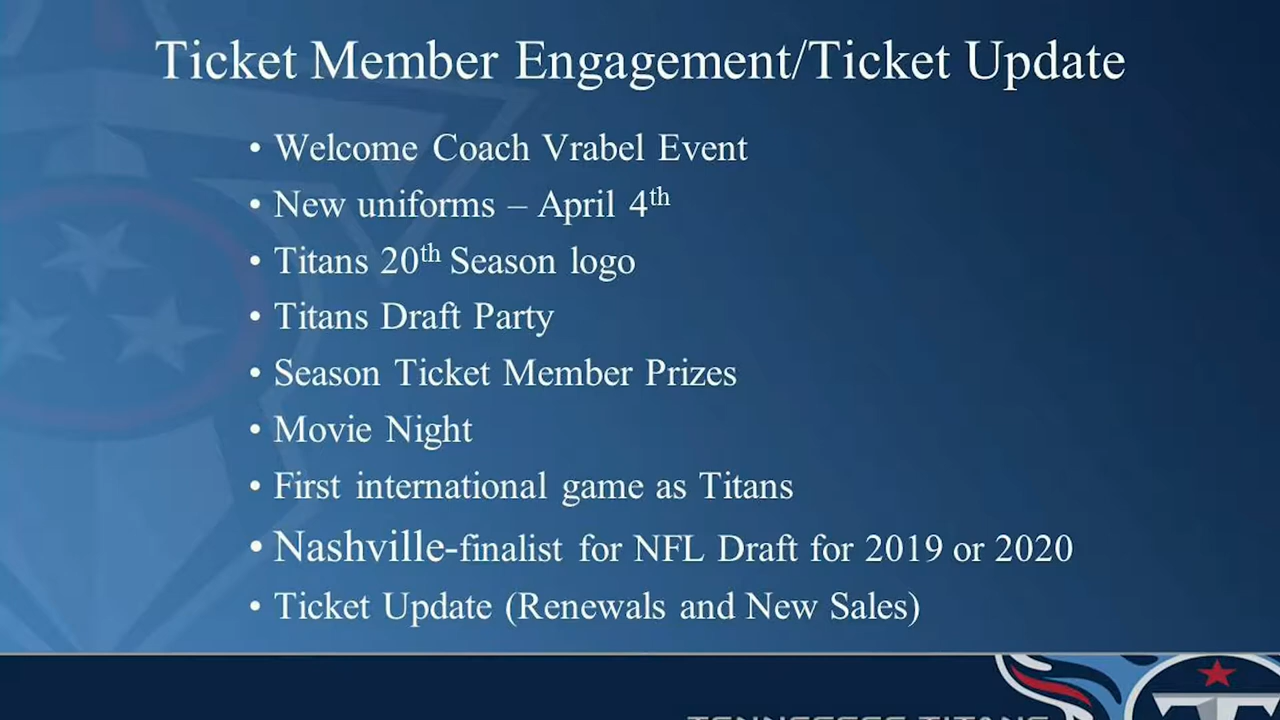 Ticket Member Engagement/Ticket Update
• Welcome Coach Vrabel Event
• New uniforms – April 4th
• Titans 20th Season logo
• Titans Draft Party
• Season Ticket Member Prizes
• Movie Night
• First international game as Titans
• Nashville-finalist for NFL Draft for 2019 or 2020
• Ticket Update (Renewals and New Sales)
TENNESSEE TITANS